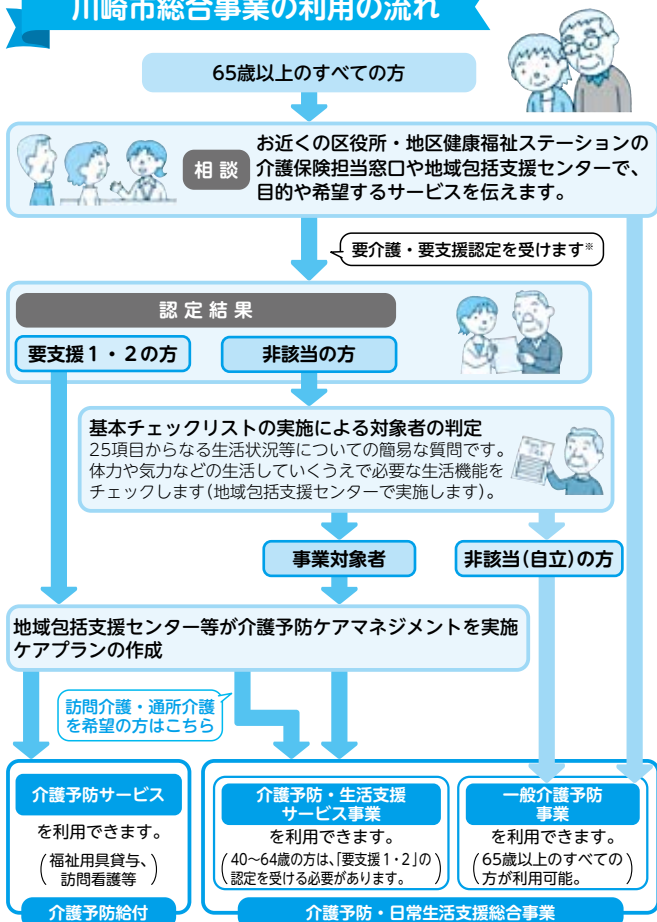 川崎市総合事業の利用の流れ
65歳以上のすべての方
相談
お近くの区役所・地区健康福祉ステーションの
介護保険担当窓口や地域包括支援センターで、
目的や希望するサービスを伝えます。
要介護・要支援認定を受けます※
認定結果
要支援1・2の方
非該当の方
基本チェックリストの実施による対象者の判定
25項目からなる生活状況等についての簡易な質問です。
体力や気力などの生活していくうえで必要な生活機能を
チェックします(地域包括支援センターで実施します)。
事業対象者
非該当(自立)の方
地域包括支援センター等が介護予防ケアマネジメントを実施
ケアプランの作成
訪問介護・通所介護
を希望の方はこちら
介護予防サービス
を利用できます。
(福祉用具貸与、
訪問看護等)
介護予防給付
介護予防・生活支援
サービス事業
を利用できます。
(40〜64歳の方は、「要支援1・2」の
認定を受ける必要があります。)
一般介護予防
事業
を利用できます。
(65歳以上のすべての
方が利用可能。)
介護予防・日常生活支援総合事業